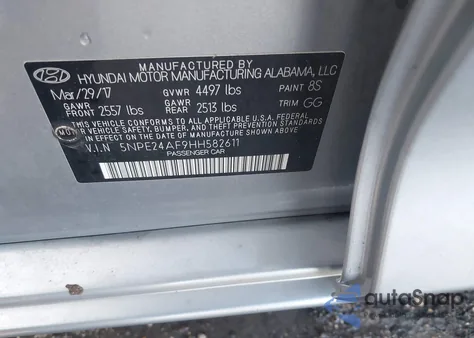 MANUFACTURED BY
HYUNDAI MOTOR MANUFACTURING ALABAMA, LLC
Mar/29/17 GVWR 4497 lbs PAINT 8S
GAWR FRONT 2557 lbs GAWR REAR 2513 lbs TRIM GG
THIS VEHICLE CONFORMS TO ALL APPLICABLE U.S.A. FEDERAL
MOTOR VEHICLE SAFETY, BUMPER, AND THEFT PREVENTION STANDARDS
IN EFFECT ON THE DATE OF MANUFACTURE SHOWN ABOVE.
V.I.N 5NPE24AF9HH582611
PASSENGER CAR
autoSnap